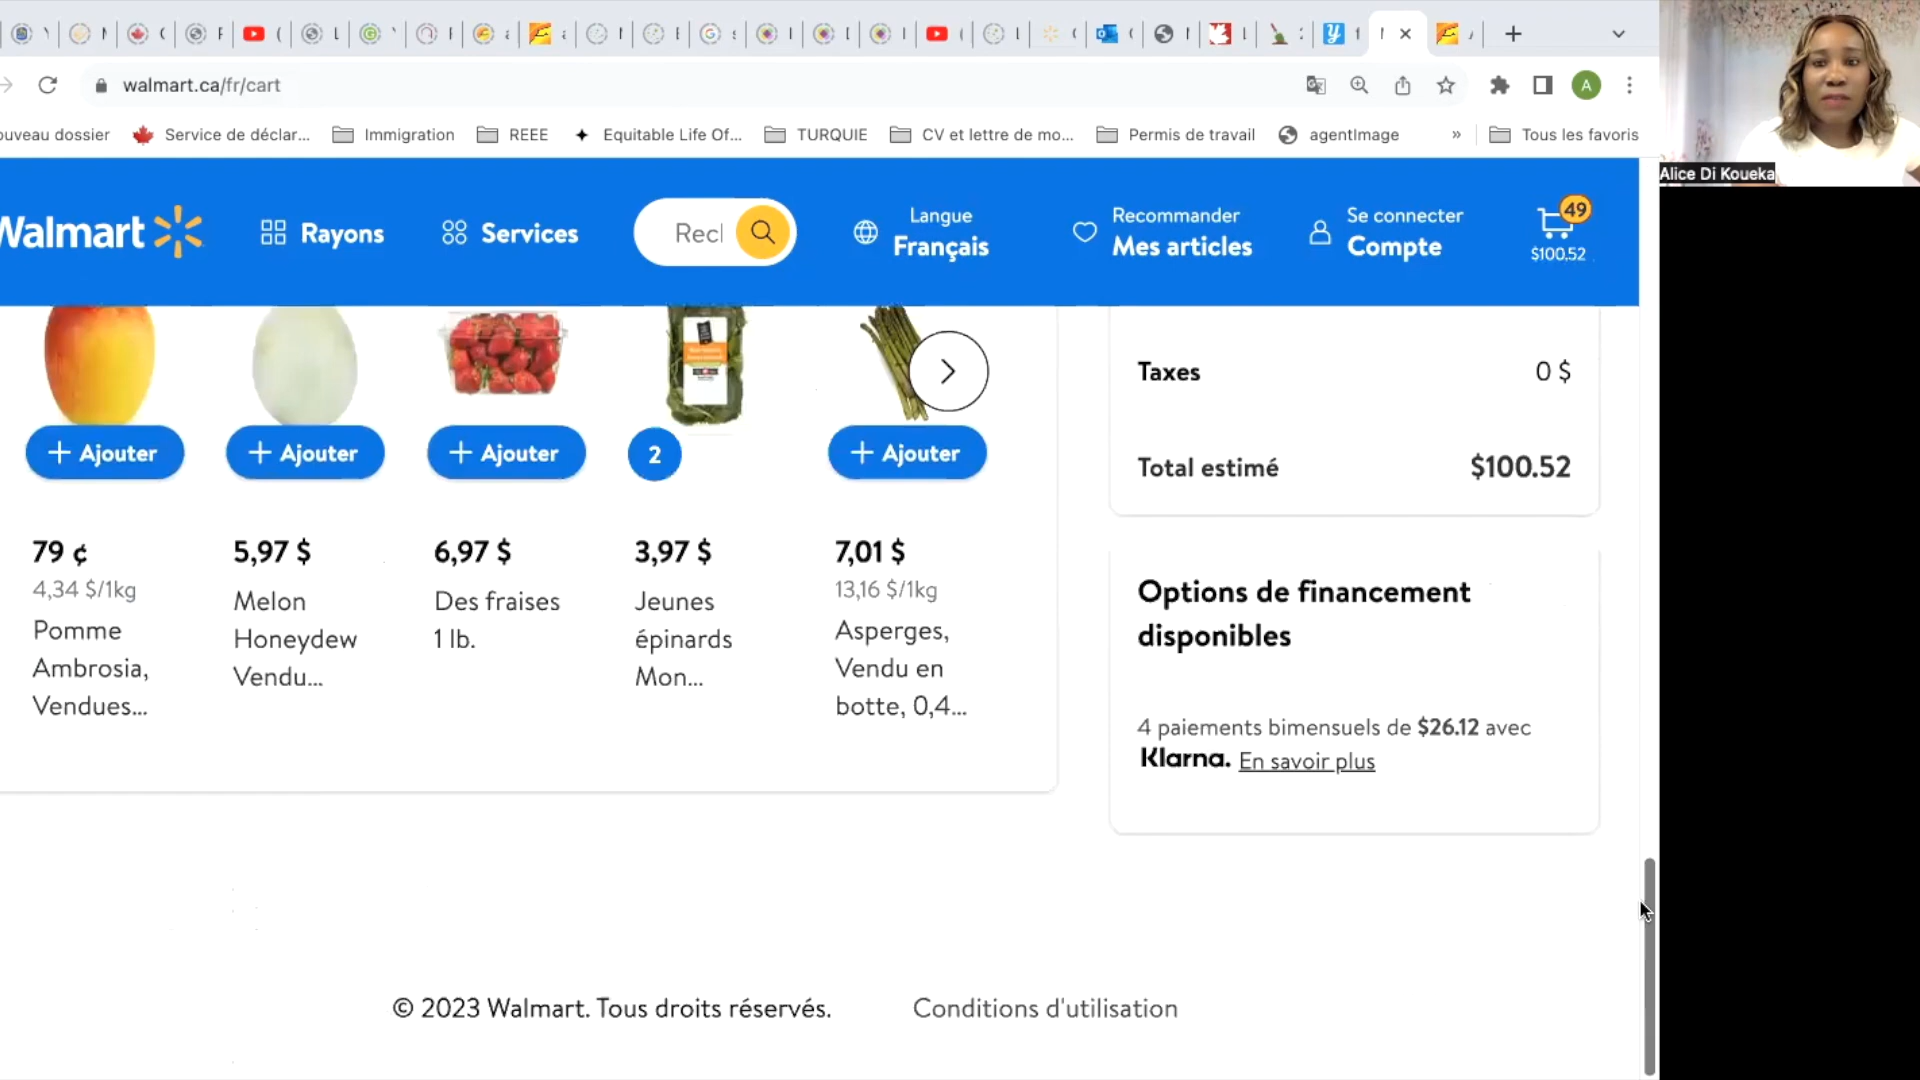 walmart.ca/fr/cart
ouveau dossier
Service de déclar...
Immigration
REEE
Equitable Life Of...
TURQUIE
CV et lettre de mo...
Permis de travail
agentImage
»
Tous les favoris
A
Alice Di Koueka
Walmart
Rayons
Services
Langue
Français
Recommander
Mes articles
Se connecter
Compte
49
$100.52
Ajouter
Ajouter
Ajouter
2
Ajouter
79 ¢
4,34 $/1kg
Pomme
Ambrosia,
Vendues...
5,97 $
Melon
Honeydew
Vendu...
6,97 $
Des fraises
1 lb.
3,97 $
Jeunes
épinards
Mon...
7,01 $
13,16 $/1kg
Asperges,
Vendu en
botte, 0,4...
Taxes
0 $
Total estimé
$100.52
Options de financement
disponibles
4 paiements bimensuels de $26.12 avec
Klarna. En savoir plus
© 2023 Walmart. Tous droits réservés.
Conditions d'utilisation